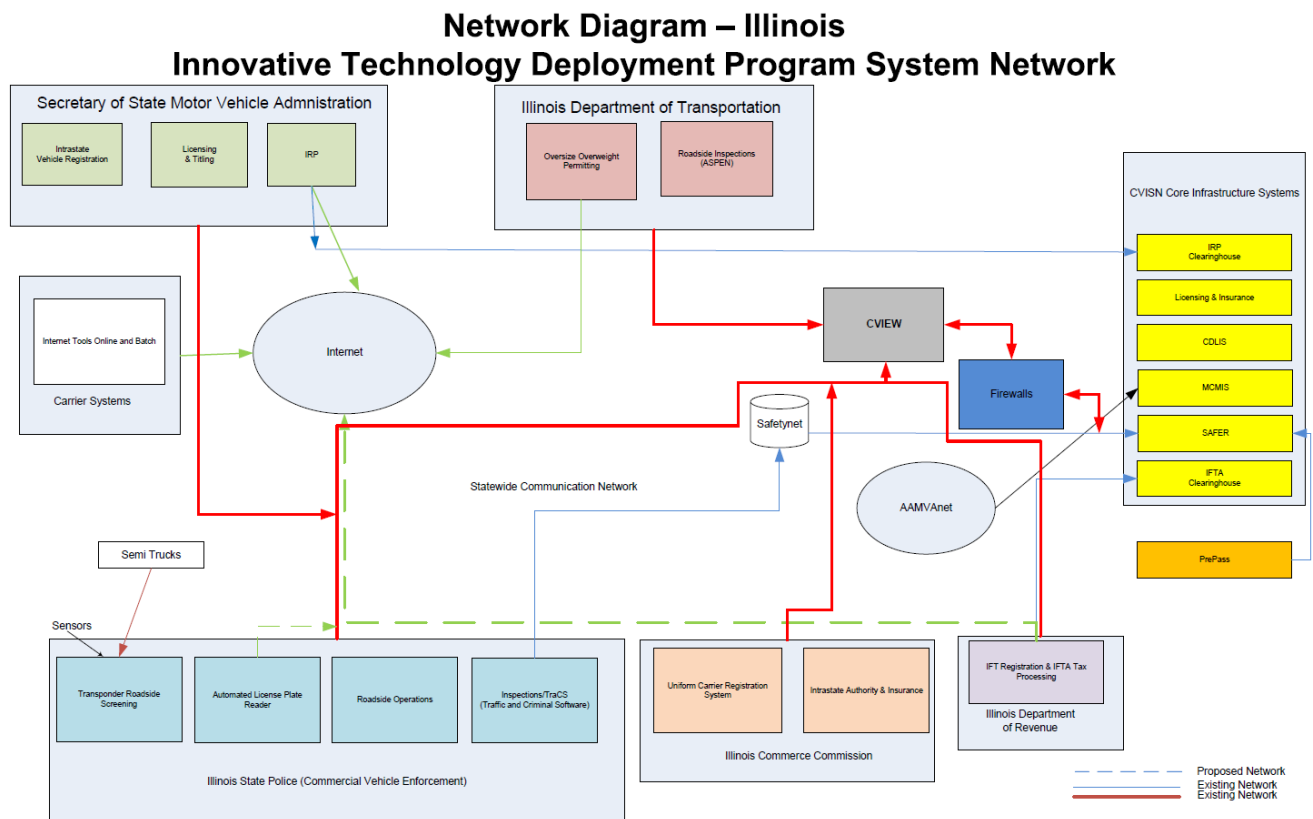 Network Diagram – Illinois
Innovative Technology Deployment Program System Network
Secretary of State Motor Vehicle Admnistration
Intrastate
Vehicle Registration
Licensing
& Titling
IRP
Illinois Department of Transportation
Oversize Overweight
Permitting
Roadside Inspections
(ASPEN)
CVISN Core Infrastructure Systems
IRP
Clearinghouse
Licensing & Insurance
CDLIS
MCMIS
SAFER
IFTA
Clearinghouse
PrePass
Internet Tools Online and Batch
Carrier Systems
Internet
CVIEW
Firewalls
Safetynet
Statewide Communication Network
AAMVAnet
Semi Trucks
Sensors
Transponder Roadside
Screening
Automated License Plate
Reader
Roadside Operations
Inspections/TraCS
(Traffic and Criminal Software)
Illinois State Police (Commercial Vehicle Enforcement)
Uniform Carrier Registration
System
Intrastate Authority & Insurance
Illinois Commerce Commission
IFT Registration & IFTA Tax
Processing
Illinois Department
of Revenue
Proposed Network
Existing Network
Existing Network